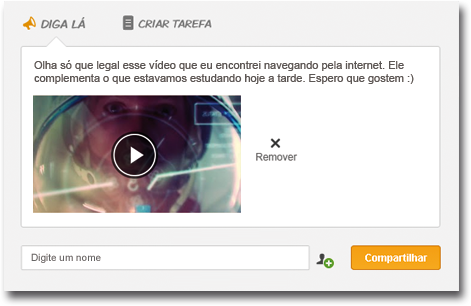 DIGA LÁ
CRIAR TAREFA
Olha só que legal esse vídeo que eu encontrei navegando pela internet. Ele
complementa o que estavamos estudando hoje a tarde. Espero que gostem :)
Remover
Digite um nome
Compartilhar